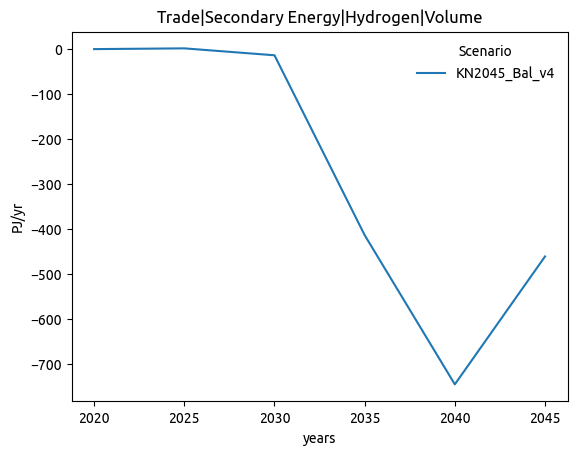 Trade|Secondary Energy|Hydrogen|Volume
Scenario
KN2045_Bal_v4
PJ/yr
0
−100
−200
−300
−400
−500
−600
−700
2020 2025 2030 2035 2040 2045
years